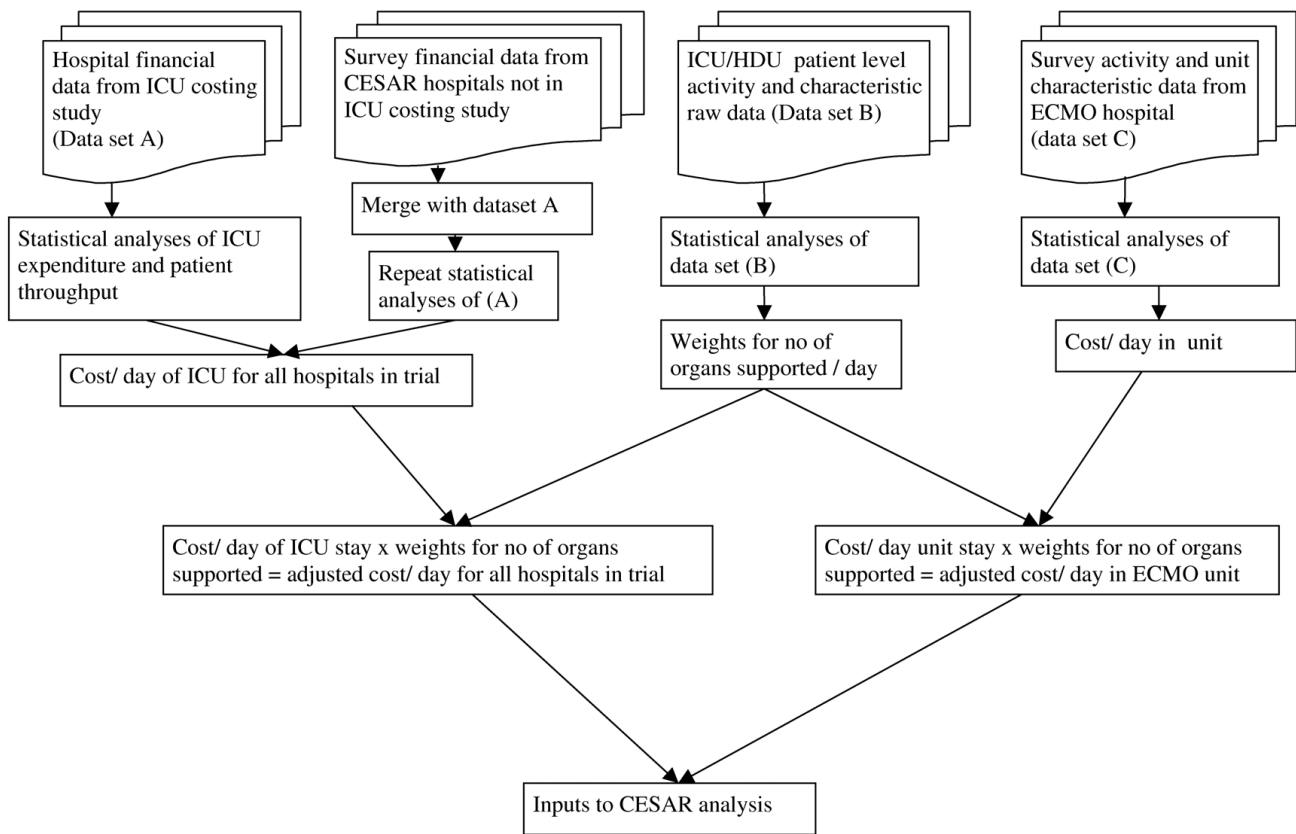 Hospital financial
data from ICU costing
study
(Data set A)
Survey financial data from
CESAR hospitals not in
ICU costing study
ICU/HDU patient level
activity and characteristic
raw data (Data set B)
Survey activity and unit
characteristic data from
ECMO hospital
(data set C)
Merge with dataset A
Statistical analyses of ICU
expenditure and patient
throughput
Repeat statistical
analyses of (A)
Statistical analyses of
data set (B)
Statistical analyses of
data set (C)
Cost/ day of ICU for all hospitals in trial
Weights for no of
organs supported / day
Cost/ day in unit
Cost/ day of ICU stay x weights for no of organs
supported = adjusted cost/ day for all hospitals in trial
Cost/ day unit stay x weights for no of organs
supported = adjusted cost/ day in ECMO unit
Inputs to CESAR analysis